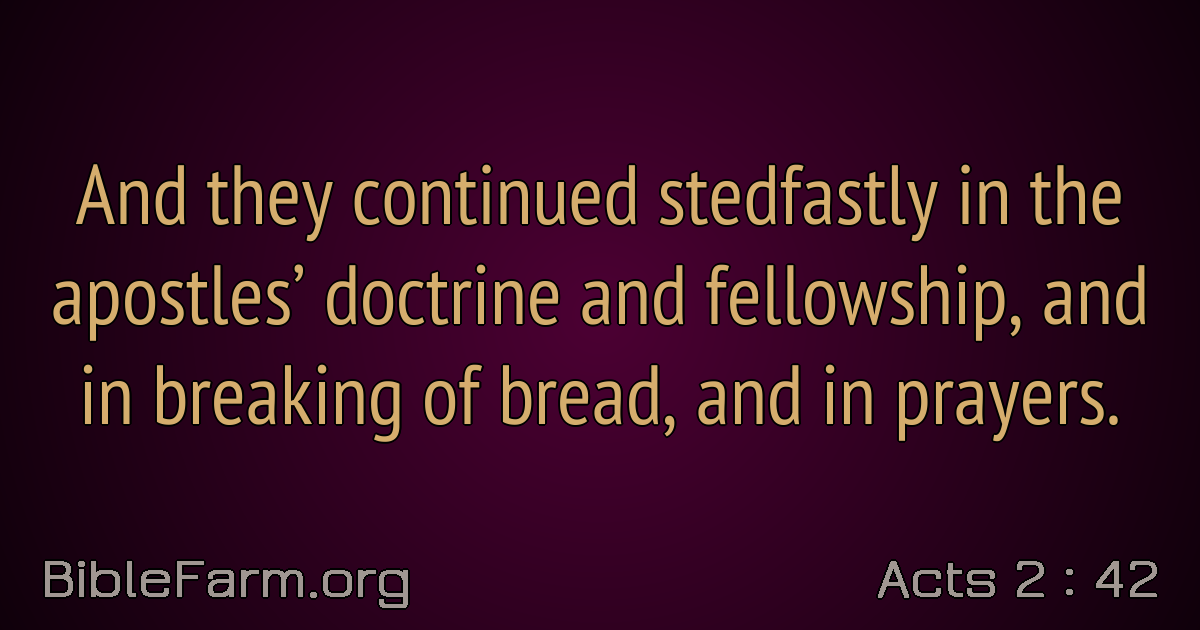 And they continued stedfastly in the
apostles’ doctrine and fellowship, and
in breaking of bread, and in prayers.
BibleFarm.org
Acts 2 : 42